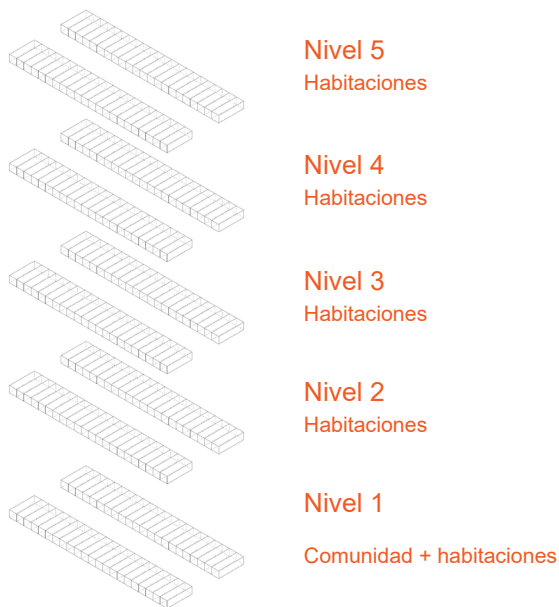 Nivel 5
Habitaciones
Nivel 4
Habitaciones
Nivel 3
Habitaciones
Nivel 2
Habitaciones
Nivel 1
Comunidad + habitaciones